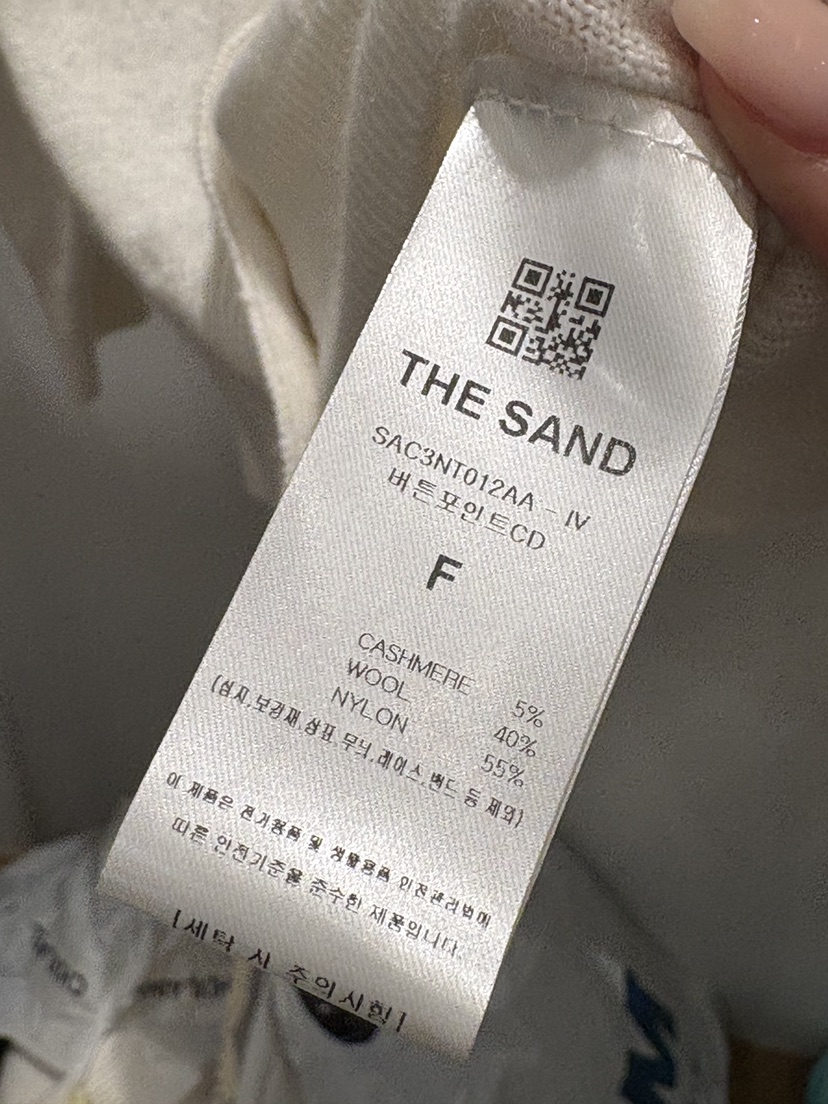 THE SAND
SAC3NT012AA - IV
버튼포인트CD
F
CASHMERE 5%
WOOL 40%
NYLON 55%
(심지,보강재,상표,무늬,레이스,밴드 등 제외)
이 제품은 전기용품 및 생활용품 안전관리법에
따른 안전기준을 준수한 제품입니다.
[세탁 시 주의사항]